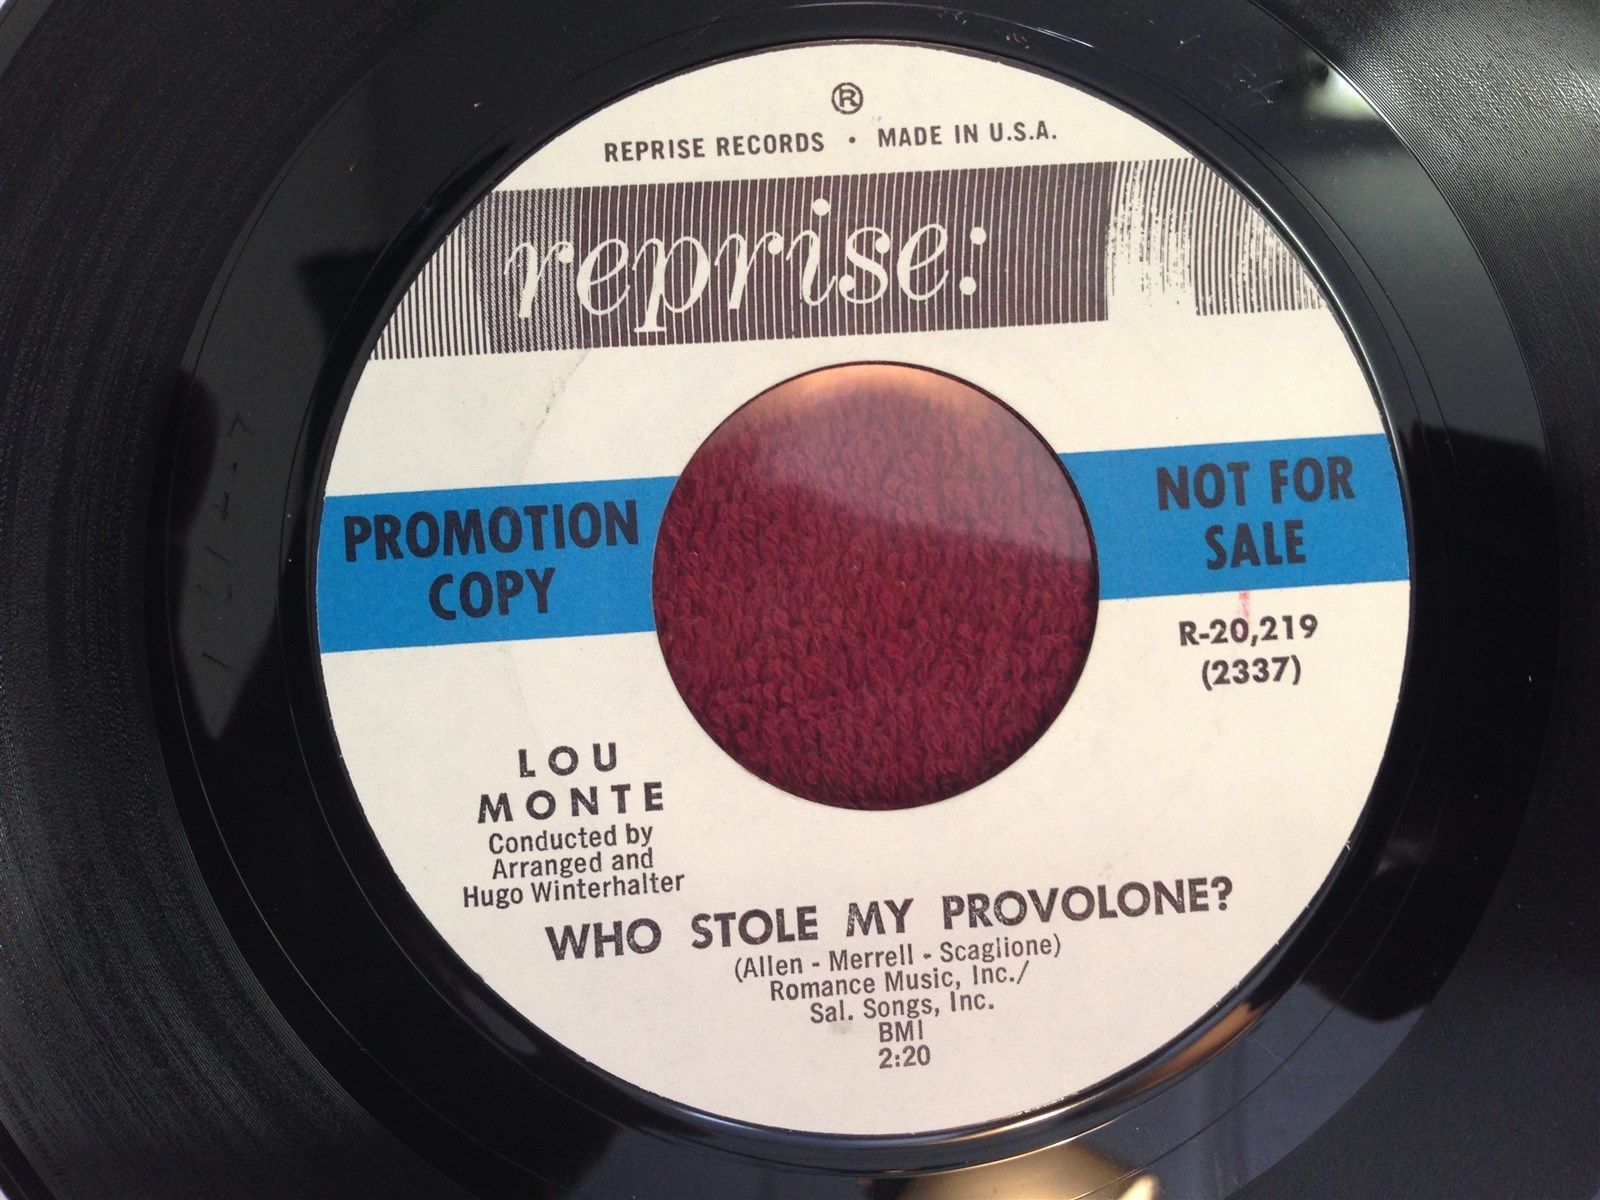 ®
REPRISE RECORDS • MADE IN U.S.A.
reprise:
PROMOTION
COPY
NOT FOR
SALE
R-20,219
(2337)
LOU
MONTE
Conducted by
Arranged and
Hugo Winterhalter
WHO STOLE MY PROVOLONE?
(Allen - Merrell - Scaglione)
Romance Music, Inc./
Sal. Songs, Inc.
BMI
2:20